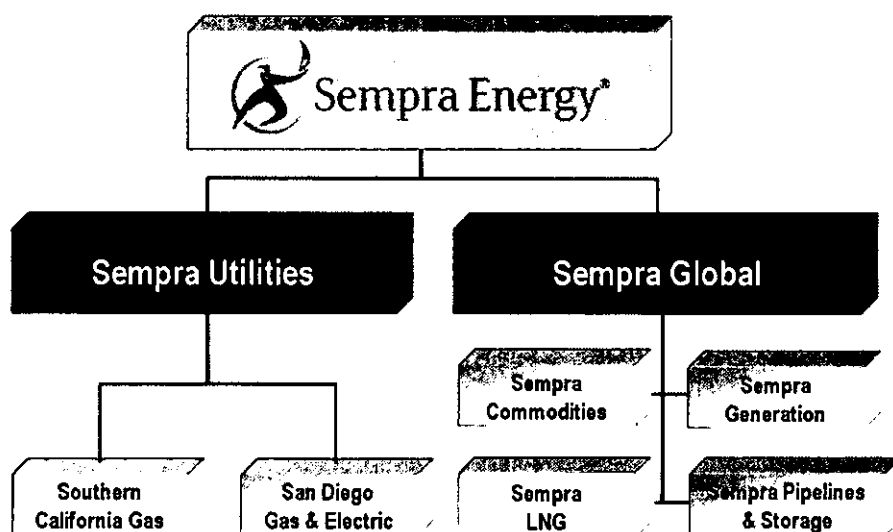 Sempra Energy®
Sempra Utilities
Sempra Global
Sempra
Commodities
Sempra
Generation
Southern
California Gas
San Diego
Gas & Electric
Sempra
LNG
Sempra Pipelines
& Storage